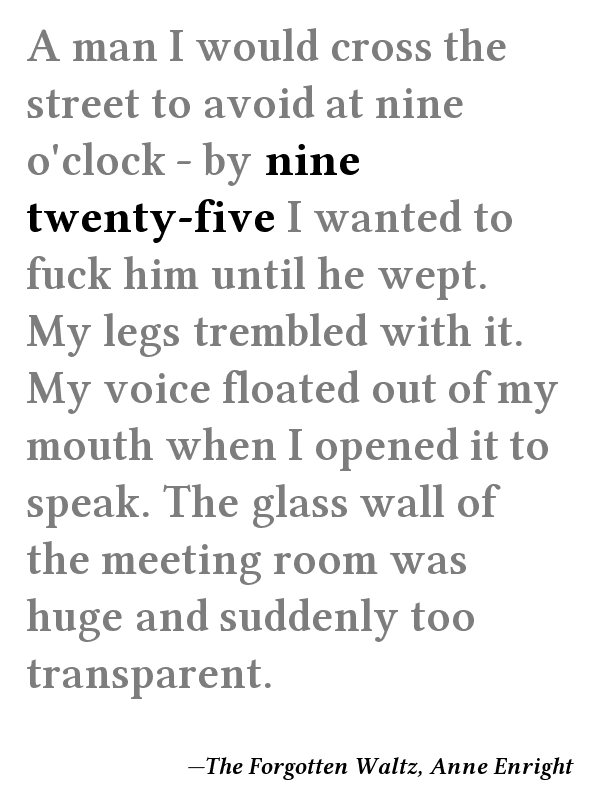 A man I would cross the
street to avoid at nine
o'clock - by nine
twenty-five I wanted to
fuck him until he wept.
My legs trembled with it.
My voice floated out of my
mouth when I opened it to
speak. The glass wall of
the meeting room was
huge and suddenly too
transparent.
—The Forgotten Waltz, Anne Enright